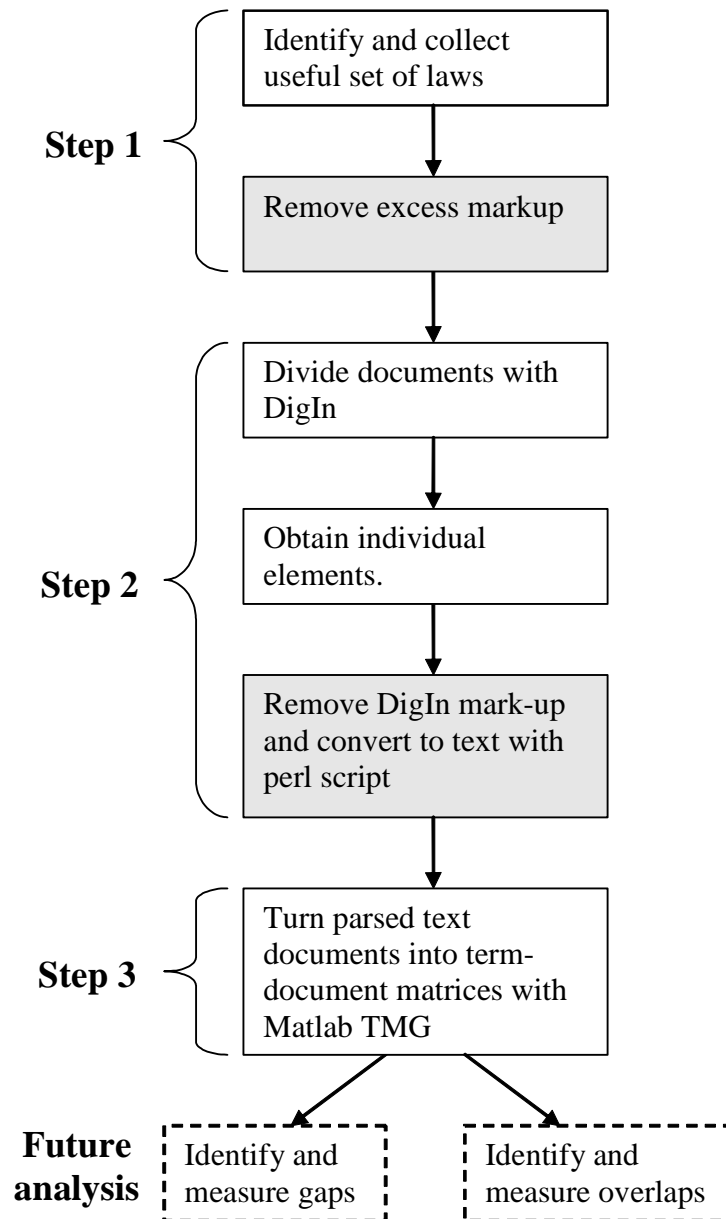 Identify and collect
useful set of laws
Step 1
Remove excess markup
Divide documents with
DigIn
Obtain individual
elements.
Step 2
Remove DigIn mark-up
and convert to text with
perl script
Turn parsed text
documents into term-
document matrices with
Matlab TMG
Step 3
Future
analysis
Identify and
measure gaps
Identify and
measure overlaps